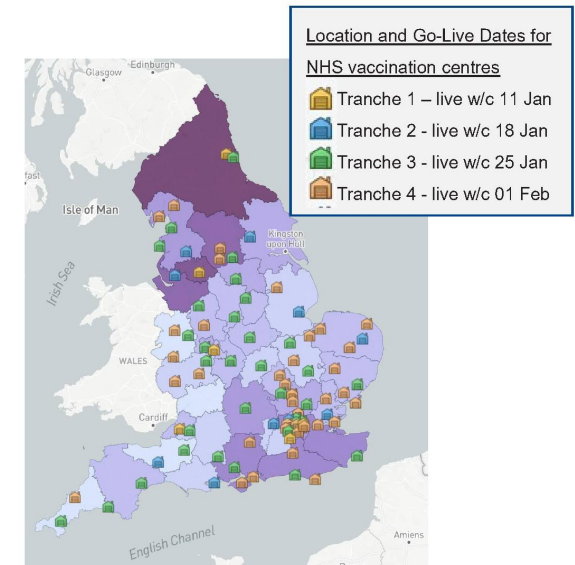 Location and Go-Live Dates for
NHS vaccination centres
Tranche 1 – live w/c 11 Jan
Tranche 2 - live w/c 18 Jan
Tranche 3 - live w/c 25 Jan
Tranche 4 - live w/c 01 Feb
Edinburgh
Glasgow
fast
Isle of Man
Kingston
upon Hull
Irish Sea
WALES
Cardiff
English Channel
Amiens